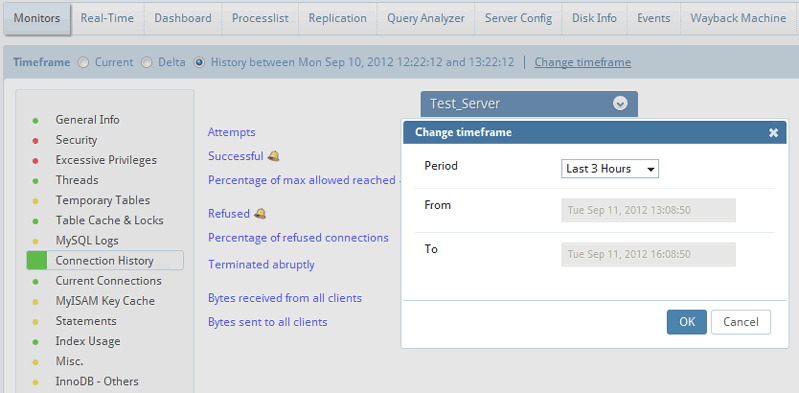 Monitors Real-Time Dashboard Processlist Replication Query Analyzer Server Config Disk Info Events Wayback Machine
Timeframe Current Delta History between Mon Sep 10, 2012 12:22:12 and 13:22:12 Change timeframe
General Info
Security
Excessive Privileges
Threads
Temporary Tables
Table Cache & Locks
MySQL Logs
Connection History
Current Connections
MyISAM Key Cache
Statements
Index Usage
Misc.
InnoDB - Others
Attempts
Successful
Percentage of max allowed reached
Refused
Percentage of refused connections
Terminated abruptly
Bytes received from all clients
Bytes sent to all clients
Test_Server
Change timeframe
Period Last 3 Hours
From Tue Sep 11, 2012 13:08:50
To Tue Sep 11, 2012 16:08:50
OK Cancel